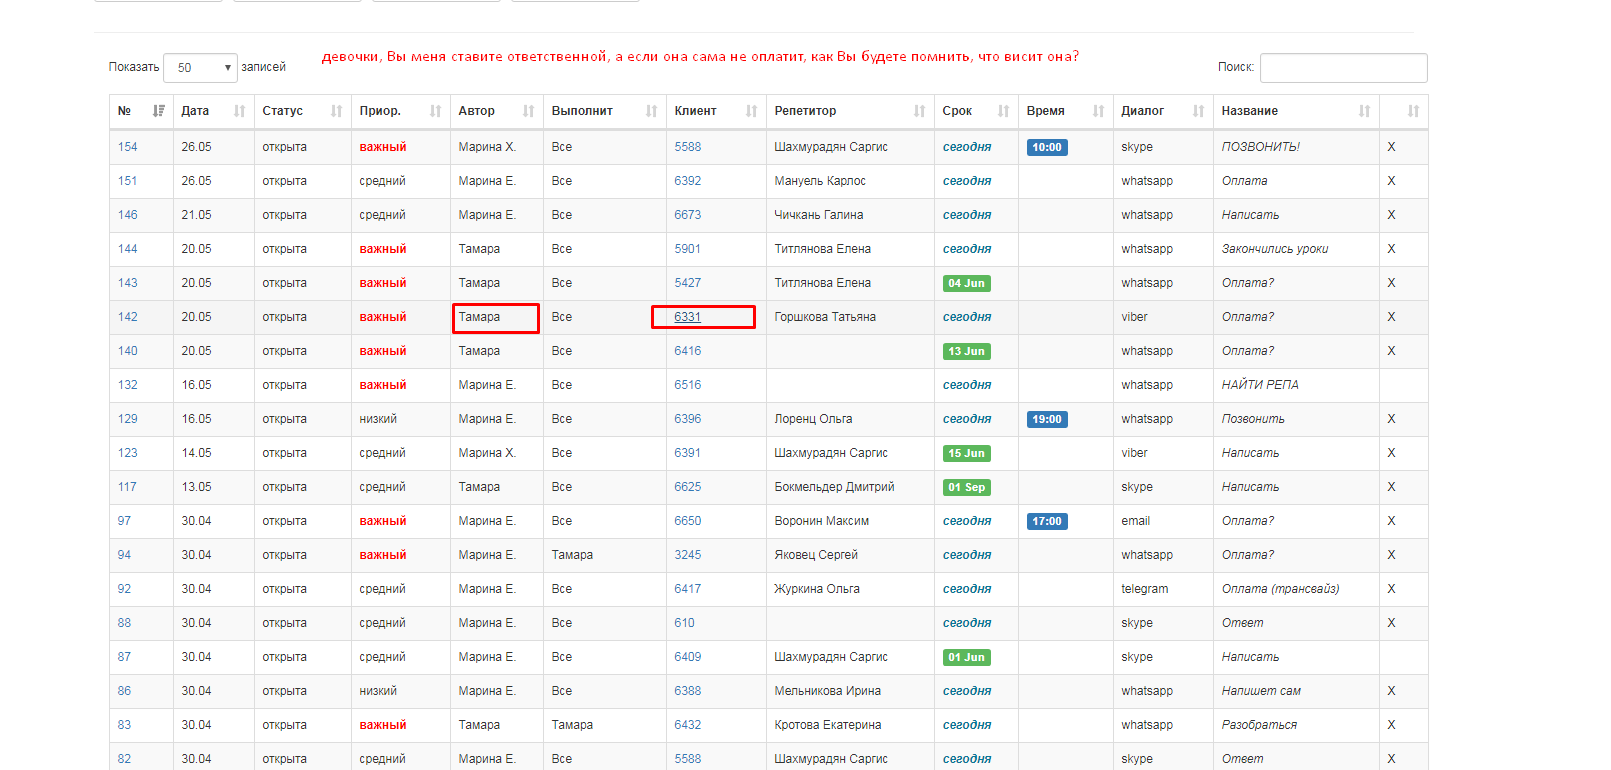 девочки, Вы меня ставите ответственной, а если она сама не оплатит, как Вы будете помнить, что висит она?
Показать 50 записей Поиск:
№ Дата Статус Приор. Автор Выполнит Клиент Репетитор Срок Время Диалог Название
154 26.05 открыта важный Марина Х. Все 5588 Шахмурадян Саргис сегодня 10:00 skype ПОЗВОНИТЬ! X
151 26.05 открыта средний Марина Е. Все 6392 Мануель Карлос сегодня whatsapp Оплата X
146 21.05 открыта средний Марина Е. Все 6673 Чичкань Галина сегодня whatsapp Написать X
144 20.05 открыта важный Тамара Все 5901 Титлянова Елена сегодня whatsapp Закончились уроки X
143 20.05 открыта важный Тамара Все 5427 Титлянова Елена 04 Jun whatsapp Оплата? X
142 20.05 открыта важный Тамара Все 6331 Горшкова Татьяна сегодня viber Оплата? X
140 20.05 открыта важный Тамара Все 6416 13 Jun whatsapp Оплата? X
132 16.05 открыта важный Марина Е. Все 6516 сегодня whatsapp НАЙТИ РЕПА
129 16.05 открыта низкий Марина Е. Все 6396 Лоренц Ольга сегодня 19:00 whatsapp Позвонить X
123 14.05 открыта средний Марина Х. Все 6391 Шахмурадян Саргис 15 Jun viber Написать X
117 13.05 открыта средний Тамара Все 6625 Бокмельдер Дмитрий 01 Sep skype Написать X
97 30.04 открыта важный Марина Е. Все 6650 Воронин Максим сегодня 17:00 email Оплата? X
94 30.04 открыта важный Марина Е. Тамара 3245 Яковец Сергей сегодня whatsapp Оплата? X
92 30.04 открыта средний Марина Е. Все 6417 Журкина Ольга сегодня telegram Оплата (трансвайз) X
88 30.04 открыта средний Марина Е. Все 610 сегодня skype Ответ X
87 30.04 открыта средний Марина Е. Все 6409 Шахмурадян Саргис 01 Jun skype Написать X
86 30.04 открыта низкий Марина Е. Все 6388 Мельникова Ирина сегодня whatsapp Напишет сам X
83 30.04 открыта важный Тамара Тамара 6432 Кротова Екатерина сегодня whatsapp Разобраться X
82 30.04 открыта средний Марина Е. Все 5588 Шахмурадян Саргис сегодня skype Ответ X